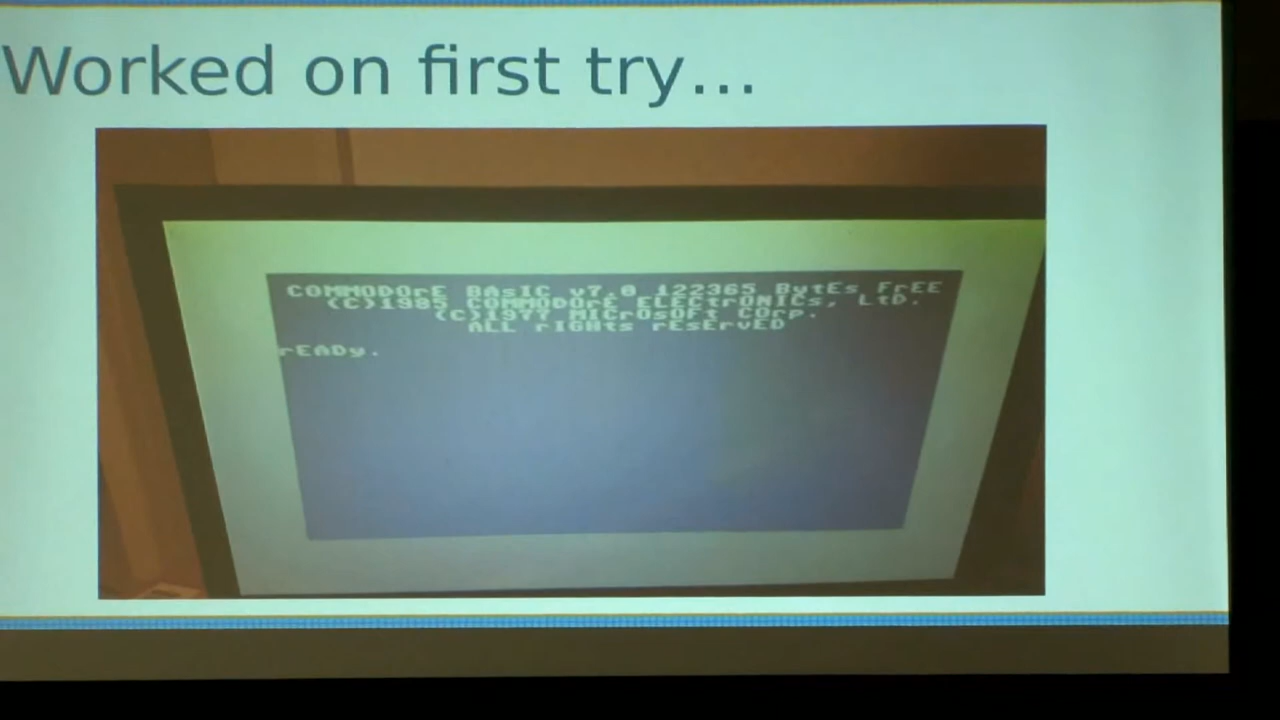 Worked on first try...
COMMODOrE BAsIC v7.0 122365 BytEs FrEE
(C)1985 COMMODOrE ELECtrONICs, LtD.
(C)1977 MICrOsOFt COrp.
ALL rIGHts rEsErvED
rEADy.